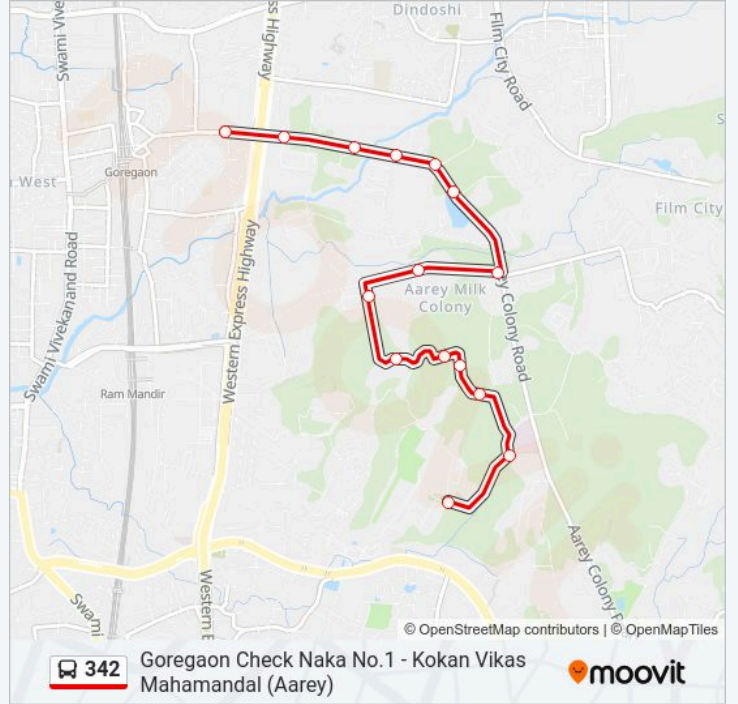 Dindoshi
Swami Vive
ss Highway
Film City Road
Goregaon
r West
S
Film City
Swami Vivekanand Road
Western Express Highway
Aarey Milk
Colony
ey Colony Road
Ram Mandir
Aarey Colony R
Swami
Western E
© OpenStreetMap contributors | © OpenMapTiles
342
Goregaon Check Naka No.1 - Kokan Vikas
Mahamandal (Aarey)
moovit